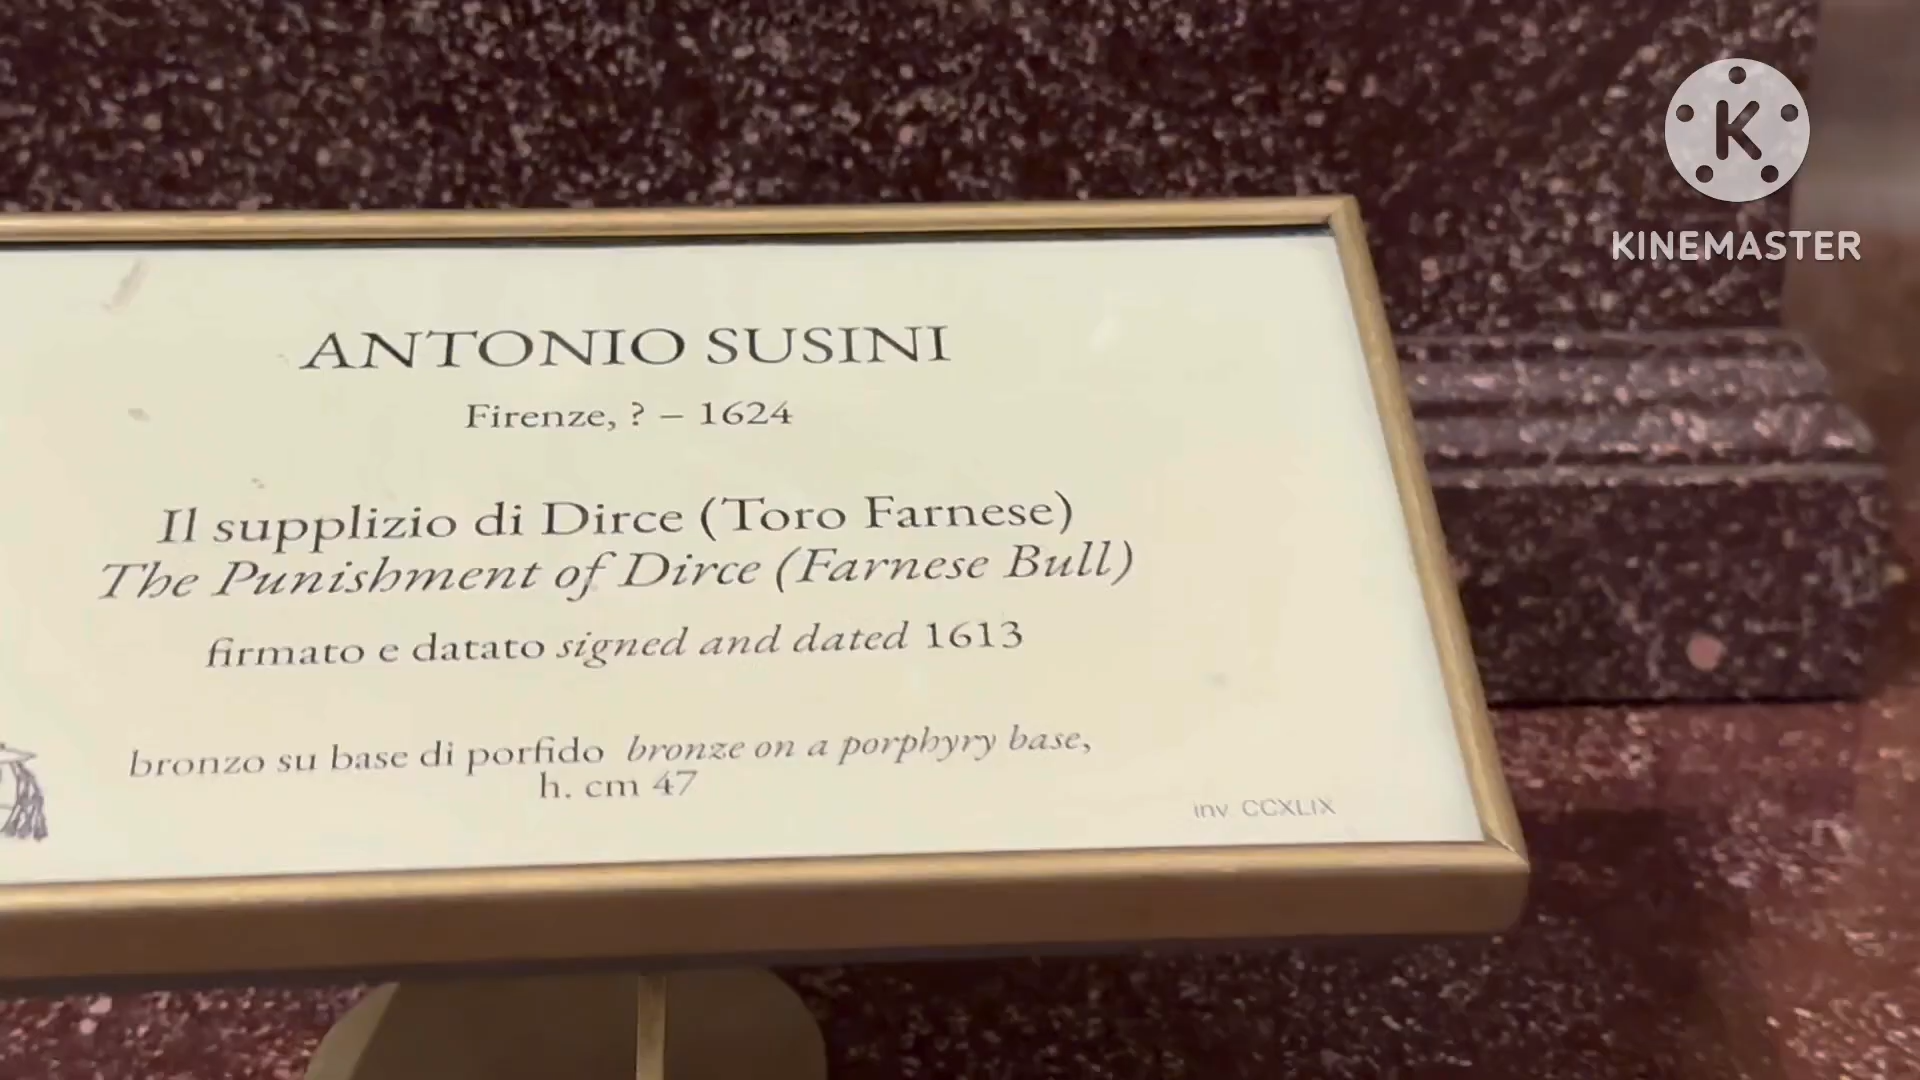 K
KINEMASTER
ANTONIO SUSINI
Firenze, ? – 1624
Il supplizio di Dirce (Toro Farnese)
The Punishment of Dirce (Farnese Bull)
firmato e datato signed and dated 1613
bronzo su base di porfido bronze on a porphyry base,
h. cm 47
inv. CCXLIX